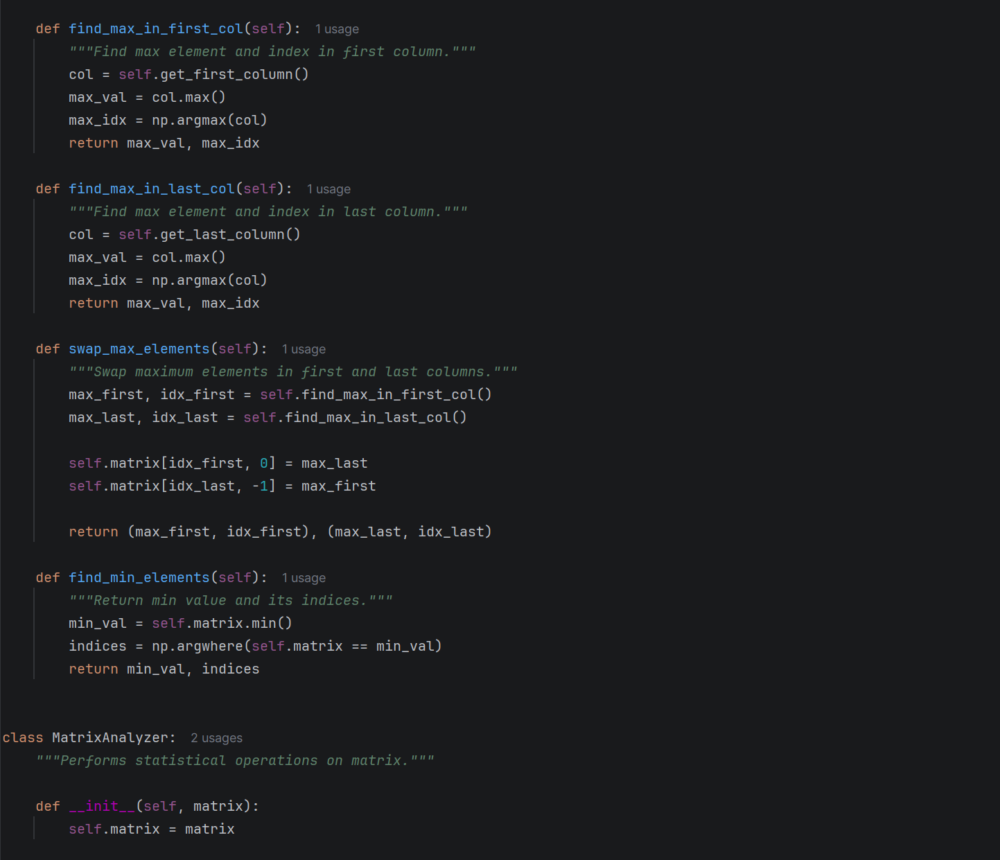 def find_max_in_first_col(self): 1 usage
"""Find max element and index in first column."""
col = self.get_first_column()
max_val = col.max()
max_idx = np.argmax(col)
return max_val, max_idx
def find_max_in_last_col(self): 1 usage
"""Find max element and index in last column."""
col = self.get_last_column()
max_val = col.max()
max_idx = np.argmax(col)
return max_val, max_idx
def swap_max_elements(self): 1 usage
"""Swap maximum elements in first and last columns."""
max_first, idx_first = self.find_max_in_first_col()
max_last, idx_last = self.find_max_in_last_col()
self.matrix[idx_first, 0] = max_last
self.matrix[idx_last, -1] = max_first
return (max_first, idx_first), (max_last, idx_last)
def find_min_elements(self): 1 usage
"""Return min value and its indices."""
min_val = self.matrix.min()
indices = np.argwhere(self.matrix == min_val)
return min_val, indices
class MatrixAnalyzer: 2 usages
"""Performs statistical operations on matrix."""
def __init__(self, matrix):
self.matrix = matrix